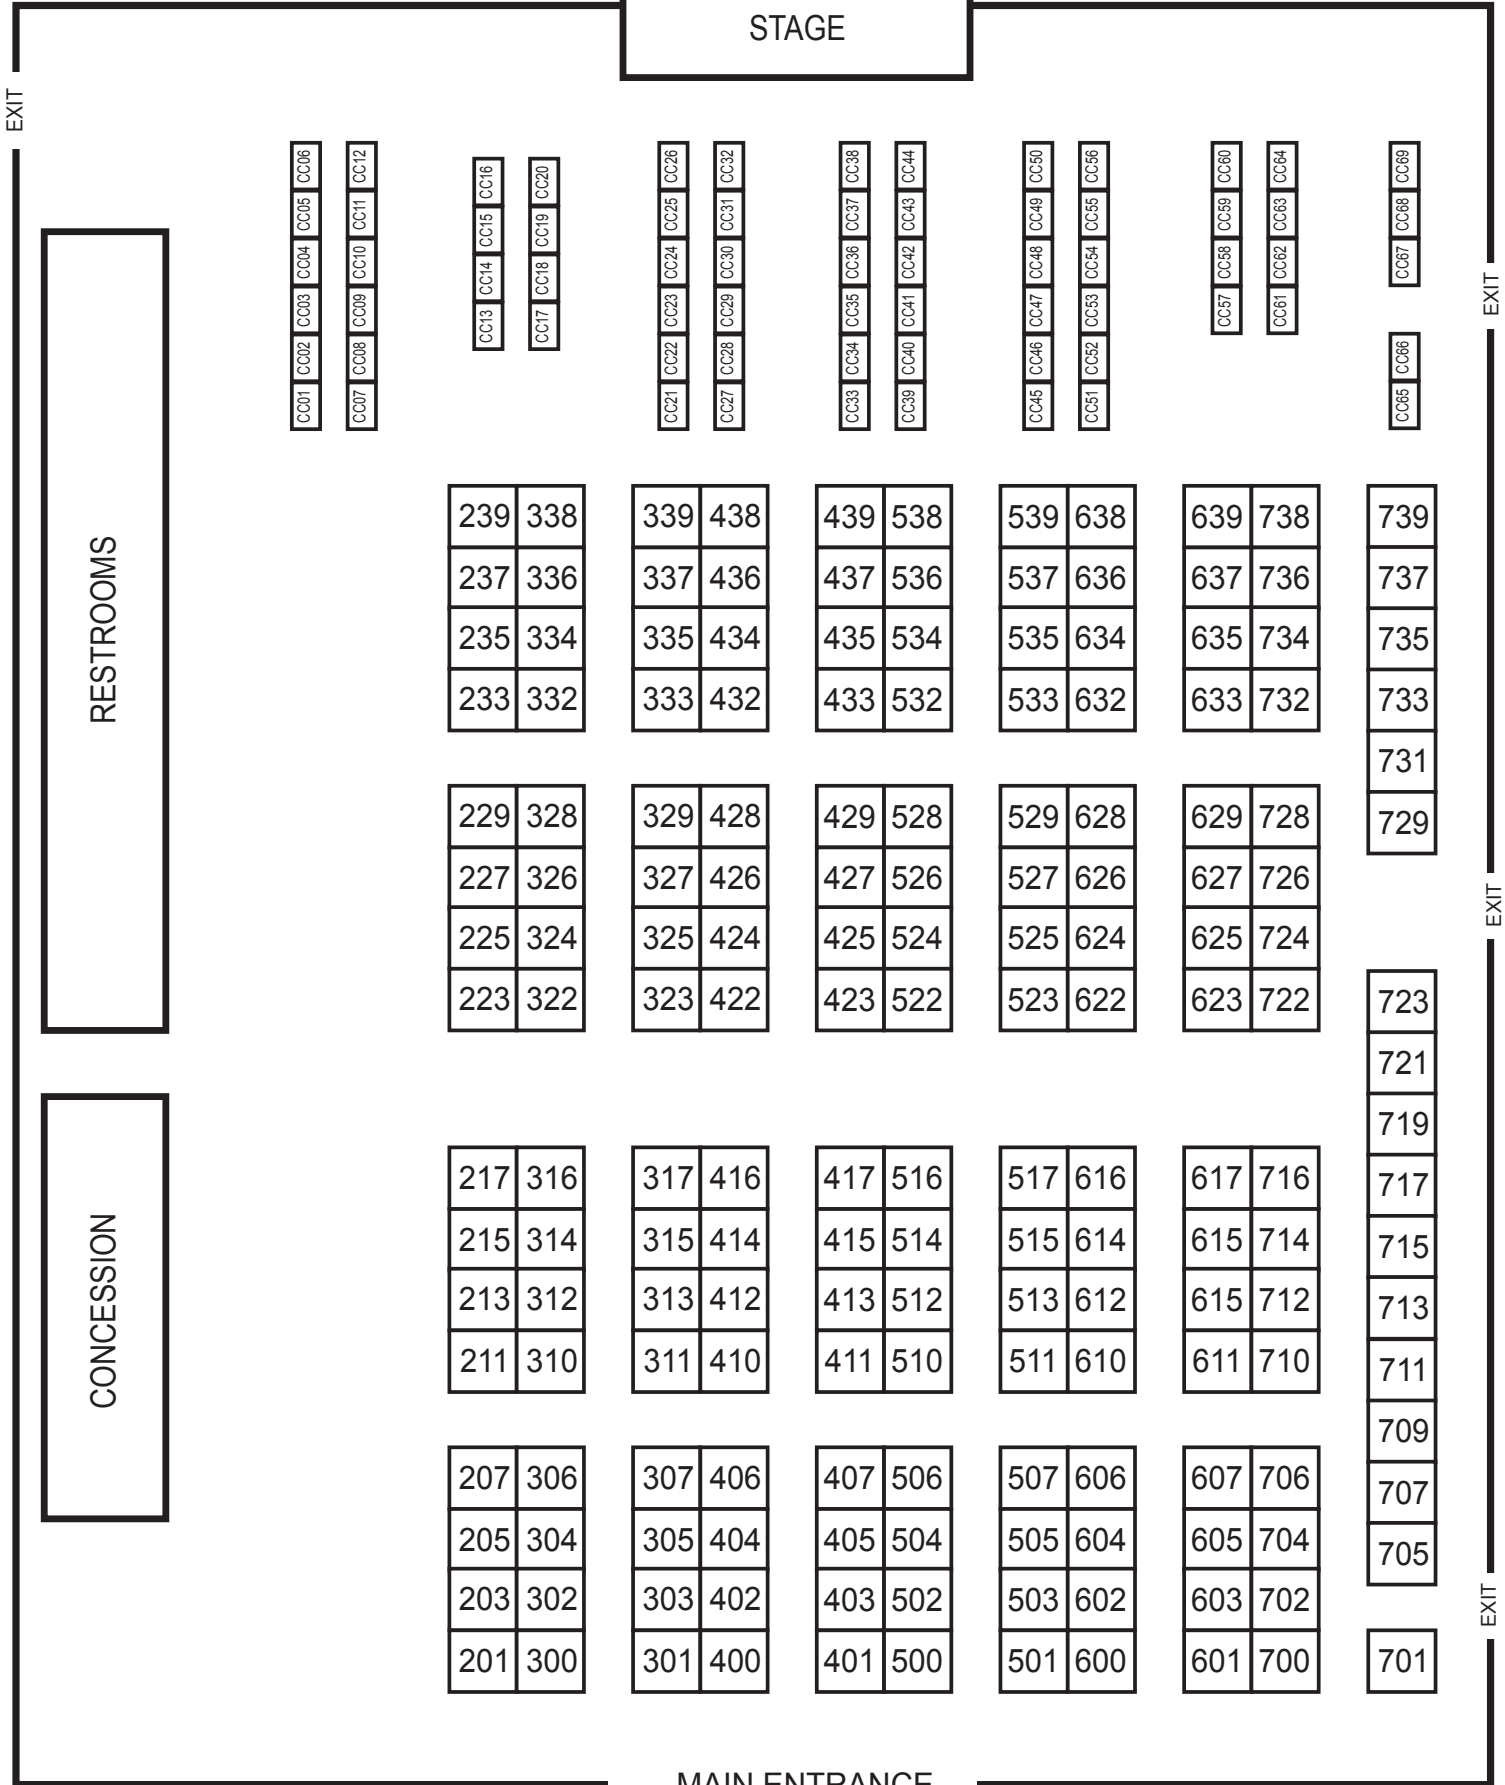 STAGE
EXIT
CC06 CC12 CC16 CC20 CC26 CC32 CC38 CC44 CC50 CC56 CC60 CC64 CC69
CC05 CC11 CC15 CC19 CC25 CC31 CC37 CC43 CC49 CC55 CC59 CC63 CC68
CC04 CC10 CC14 CC18 CC24 CC30 CC36 CC42 CC48 CC54 CC58 CC62 CC67
EXIT
CC03 CC09 CC13 CC17 CC23 CC29 CC35 CC41 CC47 CC53 CC57 CC61
CC02 CC08 CC22 CC28 CC34 CC40 CC46 CC52 CC66
CC01 CC07 CC21 CC27 CC33 CC39 CC45 CC51 CC65
RESTROOMS
239 338 339 438 439 538 539 638 639 738 739
237 336 337 436 437 536 537 636 637 736 737
235 334 335 434 435 534 535 634 635 734 735
233 332 333 432 433 532 533 632 633 732 733
731
229 328 329 428 429 528 529 628 629 728 729
227 326 327 426 427 526 527 626 627 726
EXIT
225 324 325 424 425 524 525 624 625 724
223 322 323 422 423 522 523 622 623 722 723
721
719
CONCESSION
217 316 317 416 417 516 517 616 617 716 717
215 314 315 414 415 514 515 614 615 714 715
213 312 313 412 413 512 513 612 615 712 713
211 310 311 410 411 510 511 610 611 710 711
709
207 306 307 406 407 506 507 606 607 706 707
205 304 305 404 405 504 505 604 605 704 705
203 302 303 402 403 502 503 602 603 702
EXIT
201 300 301 400 401 500 501 600 601 700 701
MAIN ENTRANCE